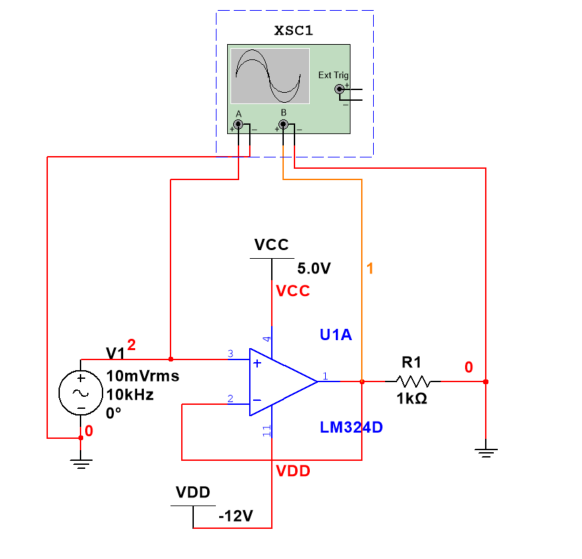 XSC1
Ext Trig
+
−
A
B
+ −
+ −
VCC
5.0V
VCC
1
U1A
4
V1
2
3
+
1
R1
0
10mVrms
10kHz
0°
+
−
2
−
1kΩ
LM324D
0
11
VDD
VDD
-12V